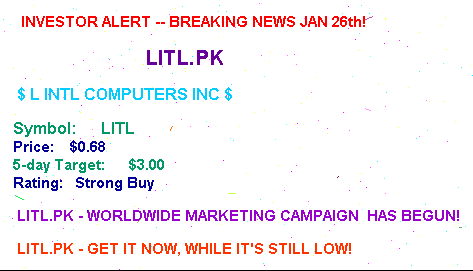 INVESTOR ALERT -- BREAKING NEWS JAN 26th!
LITL.PK
$ L INTL COMPUTERS INC $
Symbol: LITL
Price: $0.68
5-day Target: $3.00
Rating: Strong Buy
LITL.PK - WORLDWIDE MARKETING CAMPAIGN HAS BEGUN!
LITL.PK - GET IT NOW, WHILE IT'S STILL LOW!